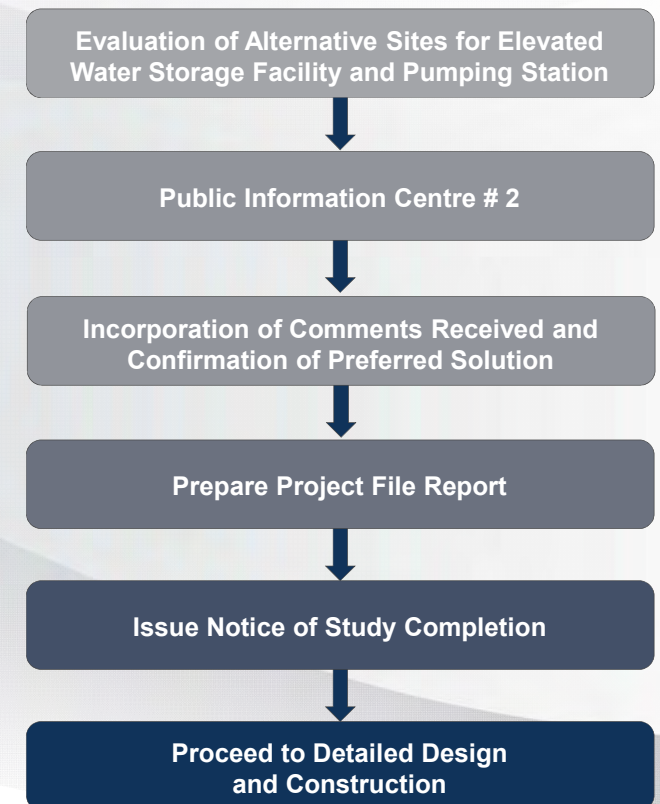 Evaluation of Alternative Sites for Elevated
Water Storage Facility and Pumping Station
Public Information Centre # 2
Incorporation of Comments Received and
Confirmation of Preferred Solution
Prepare Project File Report
Issue Notice of Study Completion
Proceed to Detailed Design
and Construction